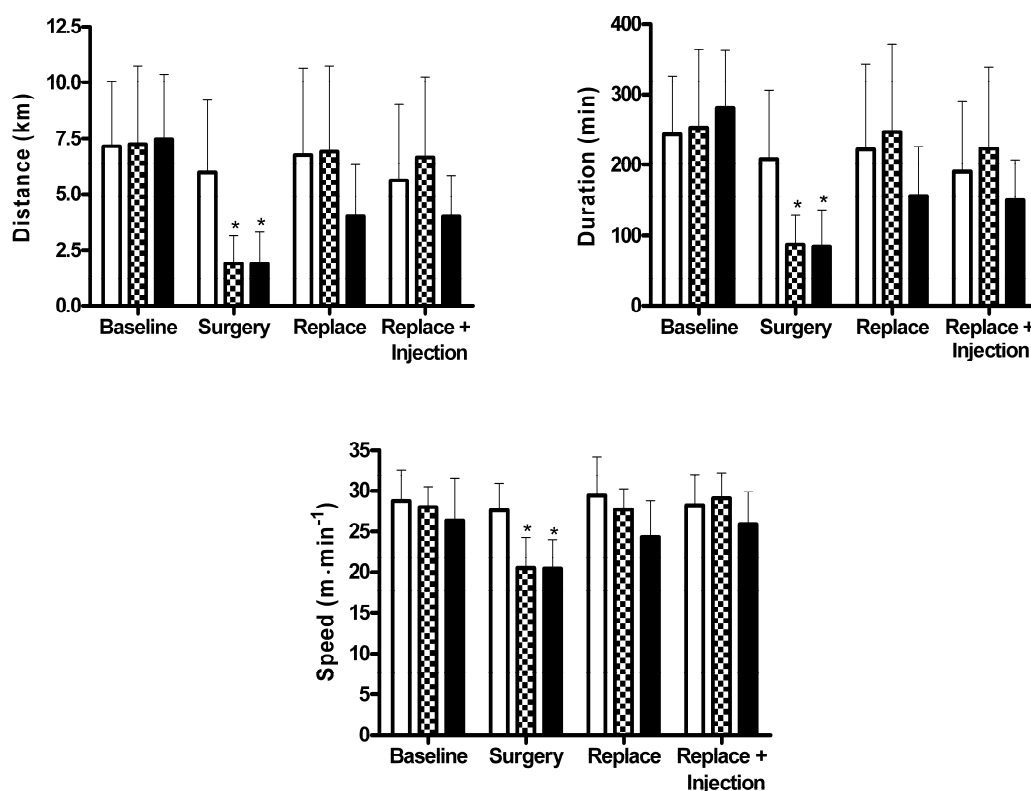 Distance (km)
12.5
10.0
7.5
5.0
2.5
0.0
* *
Baseline Surgery Replace Replace +
Injection
Duration (min)
400
300
200
100
0
* *
Baseline Surgery Replace Replace +
Injection
Speed (m·min⁻¹)
35
30
25
20
15
10
5
0
* *
Baseline Surgery Replace Replace +
Injection